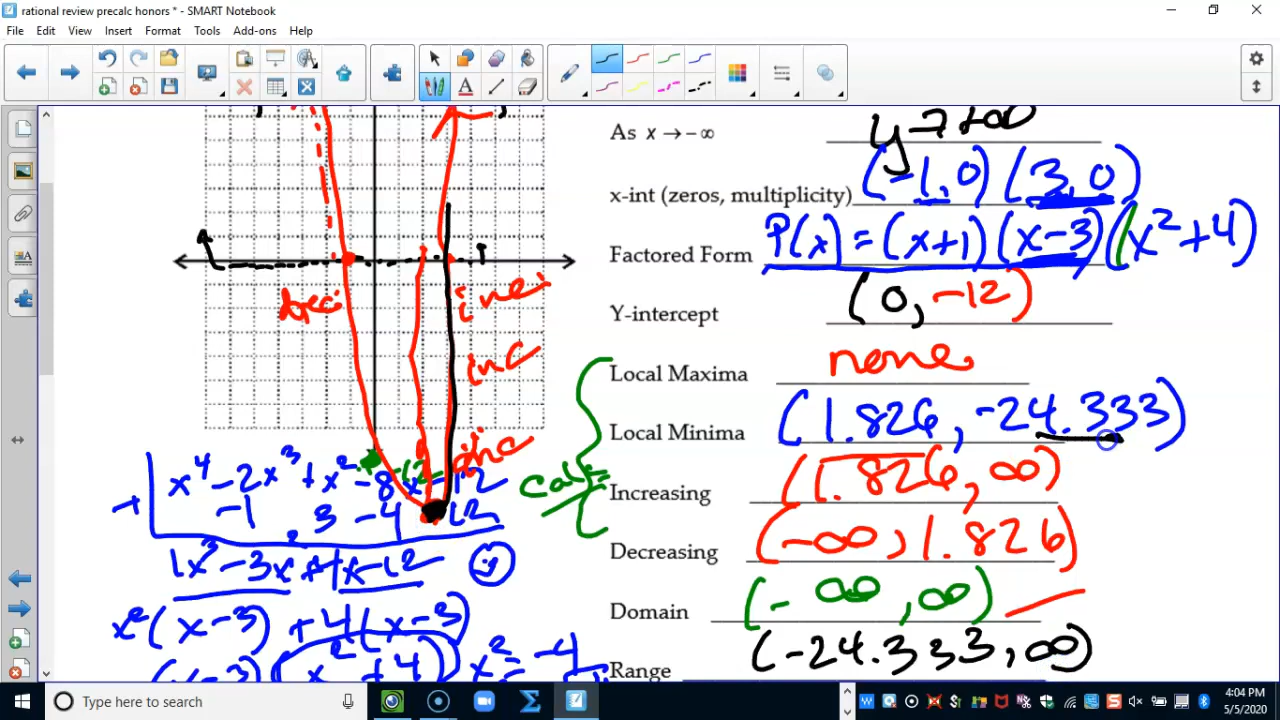 rational review precalc honors * - SMART Notebook
File Edit View Insert Format Tools Add-ons Help
As x → -∞ y → +∞
x-int (zeros, multiplicity) (-1,0) (3,0)
Factored Form P(x) = (x+1)(x-3)(x²+4)
Y-intercept (0, -12)
Local Maxima none
Local Minima (1.826, -24.333)
Increasing (1.826, ∞)
Decreasing (-∞, 1.826)
Domain (-∞, ∞)
Range (-24.333, ∞)
inc
inc
-12
calc
-1 | x⁴ -2x³ + x² -8x -12
+ -1 3 -4 12
1x³ -3x² +4x -12
x²(x-3) +4(x-3)
(x-3)(x²+4) x² = -4
Type here to search
4:04 PM
5/5/2020